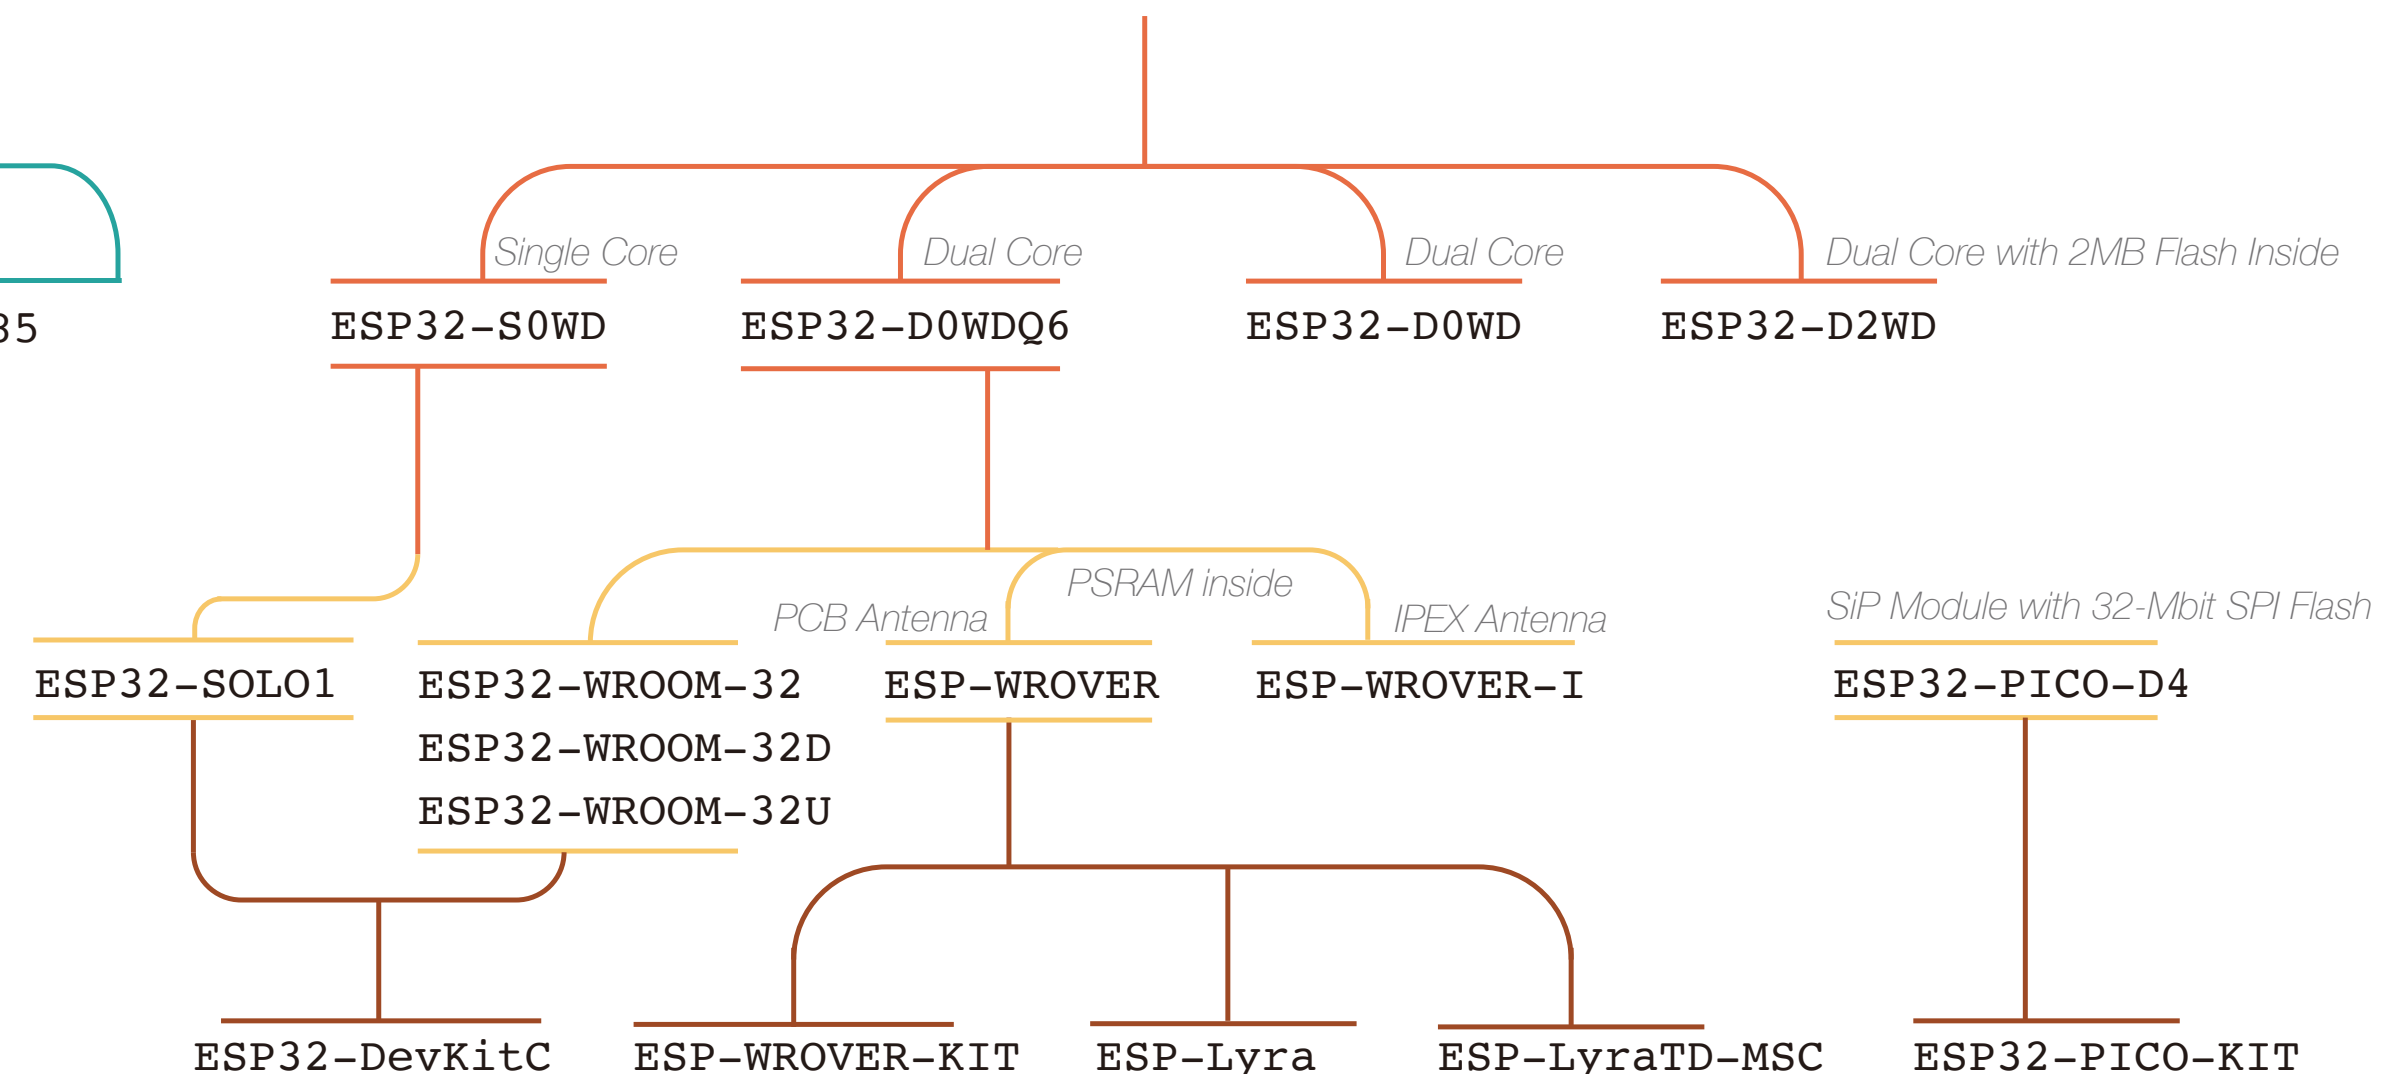 Single Core
Dual Core
Dual Core
Dual Core with 2MB Flash Inside
35
ESP32-S0WD
ESP32-D0WDQ6
ESP32-D0WD
ESP32-D2WD
PSRAM inside
PCB Antenna
IPEX Antenna
SiP Module with 32-Mbit SPI Flash
ESP32-SOLO1
ESP32-WROOM-32
ESP-WROVER
ESP-WROVER-I
ESP32-PICO-D4
ESP32-WROOM-32D
ESP32-WROOM-32U
ESP32-DevKitC
ESP-WROVER-KIT
ESP-Lyra
ESP-LyraTD-MSC
ESP32-PICO-KIT